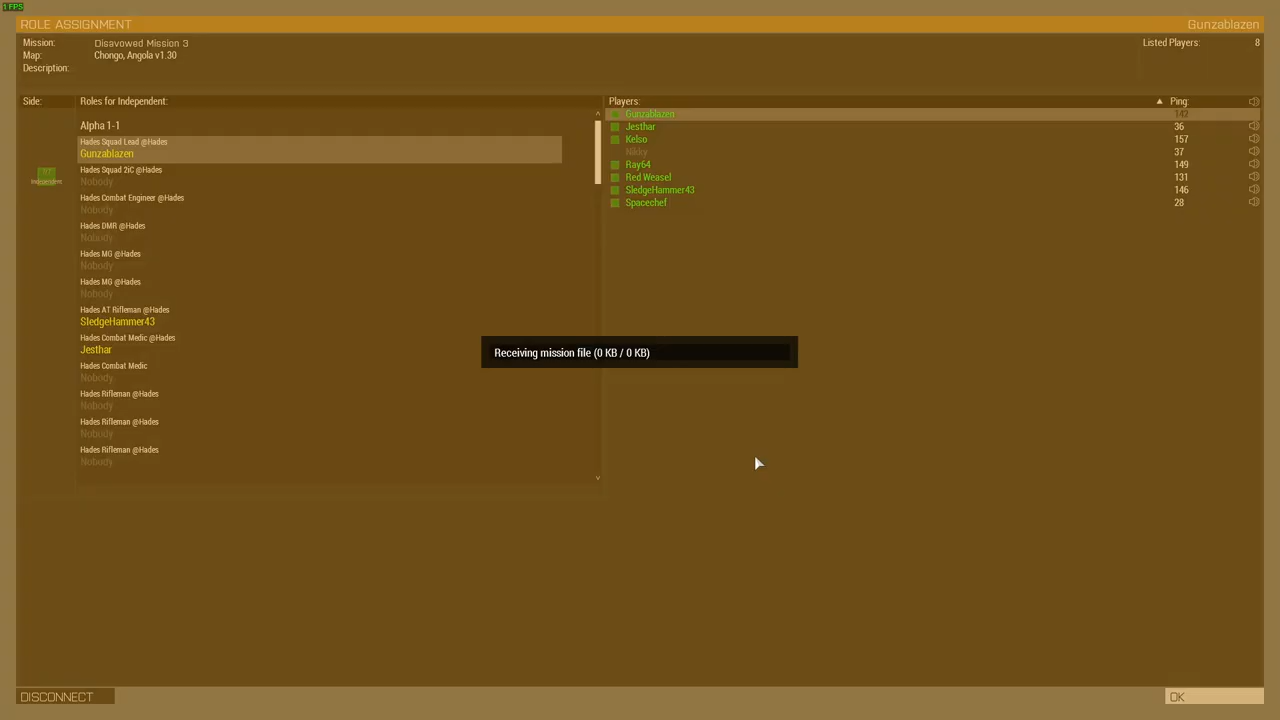 1 FPS
ROLE ASSIGNMENT
Gunzablazen
Mission: Disavowed Mission 3
Listed Players: 8
Map: Chongo, Angola v1.30
Description:
Side:
Roles for Independent:
Players: Ping:
Alpha 1-1
Hades Squad Lead @Hades
Gunzablazen
Hades Squad 2iC @Hades
Nobody
Hades Combat Engineer @Hades
Nobody
Hades DMR @Hades
Nobody
Hades MG @Hades
Nobody
Hades MG @Hades
Nobody
Hades AT Rifleman @Hades
SledgeHammer43
Hades Combat Medic @Hades
Jesthar
Hades Combat Medic
Nobody
Hades Rifleman @Hades
Nobody
Hades Rifleman @Hades
Nobody
Hades Rifleman @Hades
Nobody
Independent
Gunzablazen 142
Jesthar 36
Kelso 157
Nikky 37
Ray64 149
Red Weasel 131
SledgeHammer43 146
Spacechef 28
Receiving mission file (0 KB / 0 KB)
DISCONNECT
OK